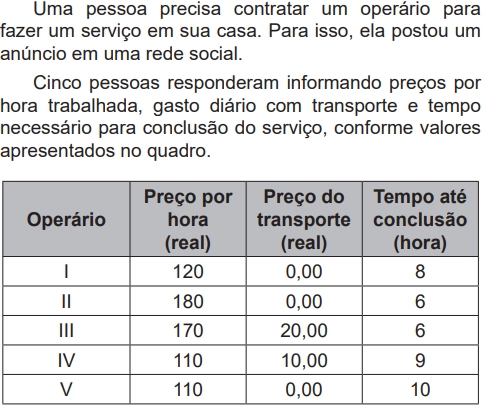 Uma pessoa precisa contratar um operário para
fazer um serviço em sua casa. Para isso, ela postou um
anúncio em uma rede social.
Cinco pessoas responderam informando preços por
hora trabalhada, gasto diário com transporte e tempo
necessário para conclusão do serviço, conforme valores
apresentados no quadro.
Operário Preço por hora (real) Preço do transporte (real) Tempo até conclusão (hora)
I 120 0,00 8
II 180 0,00 6
III 170 20,00 6
IV 110 10,00 9
V 110 0,00 10